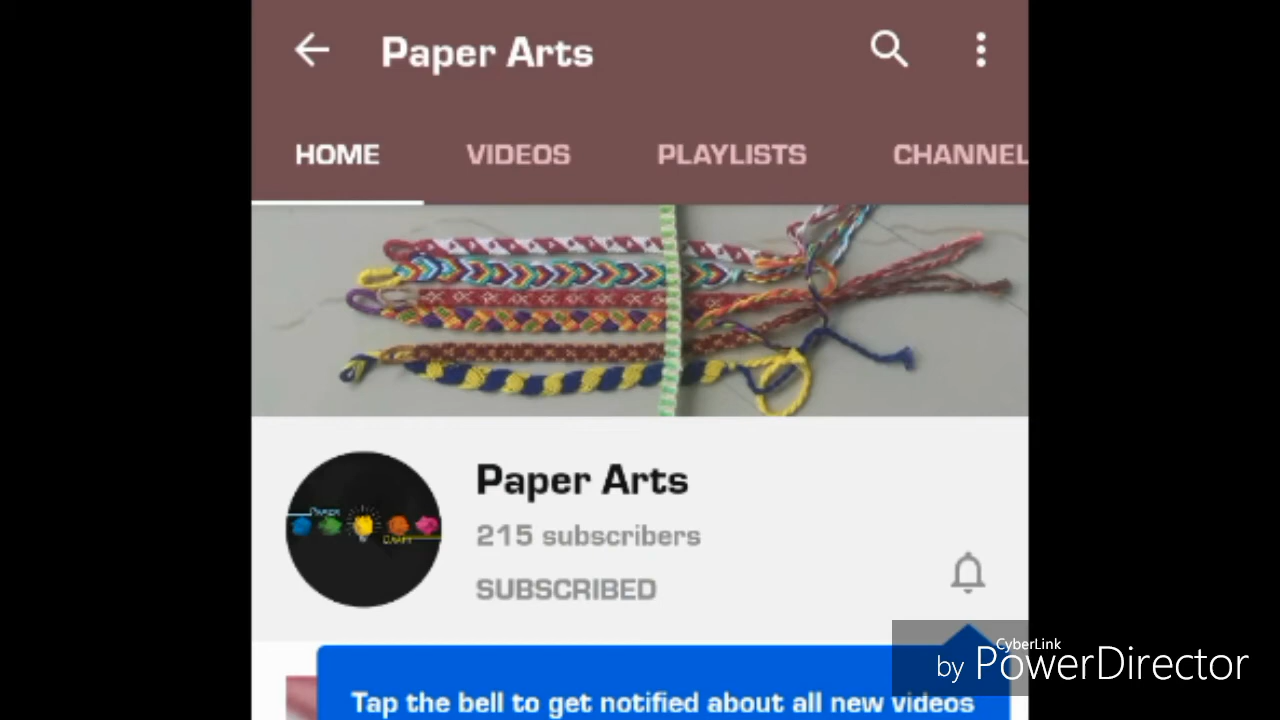 Paper Arts
HOME VIDEOS PLAYLISTS CHANNEL
Paper Arts
215 subscribers
SUBSCRIBED
CyberLink
by PowerDirector
Tap the bell to get notified about all new videos